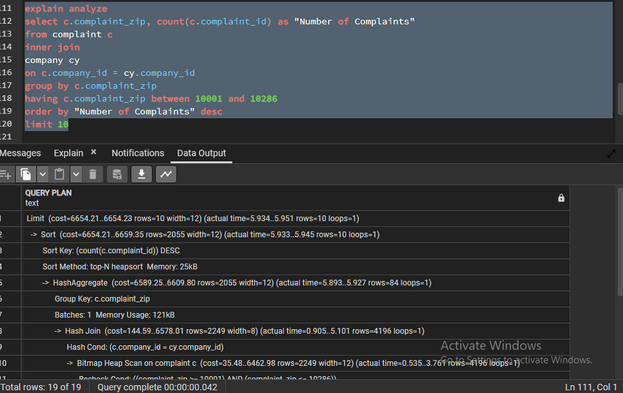 111 explain analyze
112 select c.complaint_zip, count(c.complaint_id) as "Number of Complaints"
113 from complaint c
114 inner join
115 company cy
116 on c.company_id = cy.company_id
117 group by c.complaint_zip
118 having c.complaint_zip between 10001 and 10286
119 order by "Number of Complaints" desc
120 limit 10
121
Messages Explain × Notifications Data Output
QUERY PLAN
text
1 Limit (cost=6654.21..6654.23 rows=10 width=12) (actual time=5.934..5.951 rows=10 loops=1)
2 -> Sort (cost=6654.21..6659.35 rows=2055 width=12) (actual time=5.933..5.945 rows=10 loops=1)
3 Sort Key: (count(c.complaint_id)) DESC
4 Sort Method: top-N heapsort Memory: 25kB
5 -> HashAggregate (cost=6589.25..6609.80 rows=2055 width=12) (actual time=5.893..5.927 rows=84 loops=1)
6 Group Key: c.complaint_zip
7 Batches: 1 Memory Usage: 121kB
8 -> Hash Join (cost=144.59..6578.01 rows=2249 width=8) (actual time=0.905..5.101 rows=4196 loops=1)
9 Hash Cond: (c.company_id = cy.company_id)
10 -> Bitmap Heap Scan on complaint c (cost=35.48..6462.98 rows=2249 width=12) (actual time=0.535..3.761 rows=4196 loops=1)
11 Recheck Cond: ((complaint_zip >= 10001) AND (complaint_zip <= 10286))
Activate Windows
Go to Settings to activate Windows.
Total rows: 19 of 19 Query complete 00:00:00.042 Ln 111, Col 1